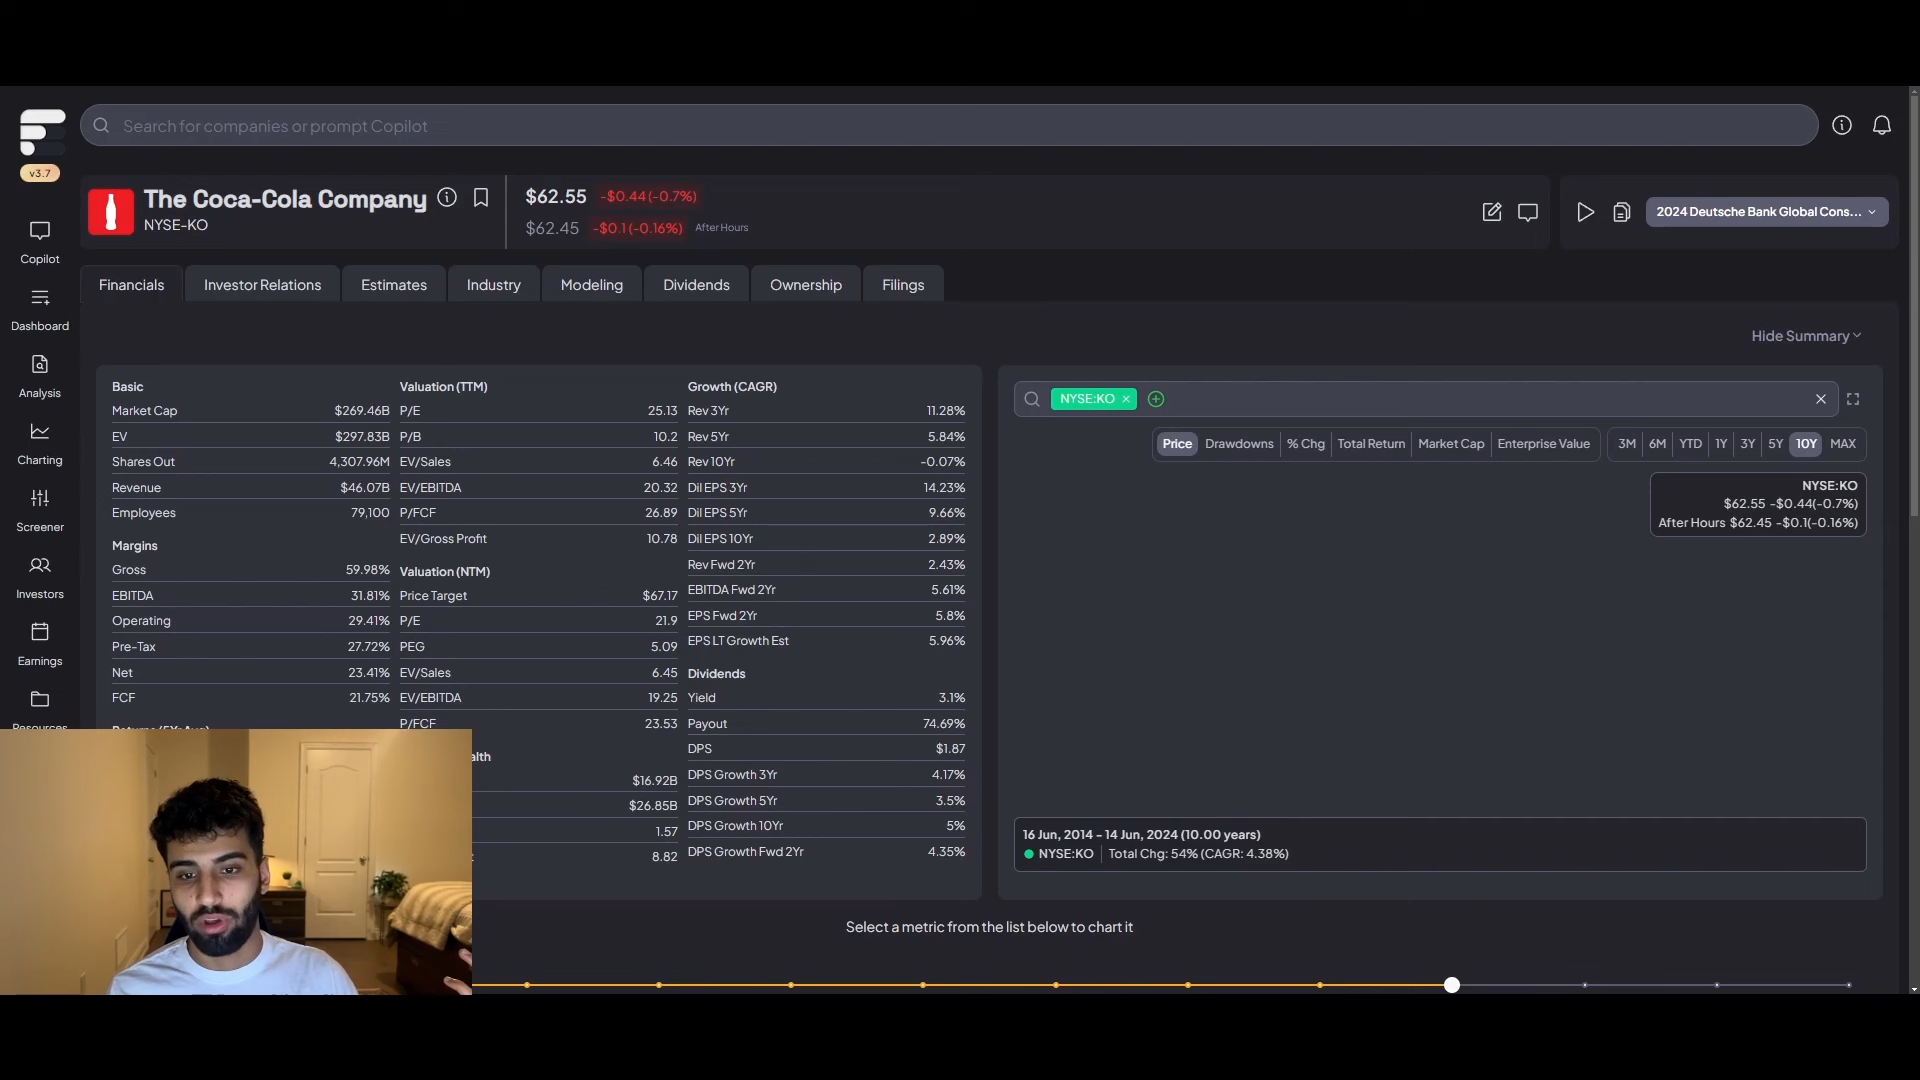 Search for companies or prompt Copilot
v3.7
The Coca-Cola Company
NYSE-KO
$62.55 -$0.44 (-0.7%)
$62.45 -$0.1 (-0.16%) After Hours
2024 Deutsche Bank Global Cons...
Copilot
Dashboard
Analysis
Charting
Screener
Investors
Earnings
Resources
Financials
Investor Relations
Estimates
Industry
Modeling
Dividends
Ownership
Filings
Hide Summary
Basic
Market Cap $269.46B
EV $297.83B
Shares Out 4,307.96M
Revenue $46.07B
Employees 79,100
Margins
Gross 59.98%
EBITDA 31.81%
Operating 29.41%
Pre-Tax 27.72%
Net 23.41%
FCF 21.75%
Returns (5Yr Avg)
Valuation (TTM)
P/E 25.13
P/B 10.2
EV/Sales 6.46
EV/EBITDA 20.32
P/FCF 26.89
EV/Gross Profit 10.78
Valuation (NTM)
Price Target $67.17
P/E 21.9
PEG 5.09
EV/Sales 6.45
EV/EBITDA 19.25
P/FCF 23.53
alth
$16.92B
$26.85B
1.57
8.82
Growth (CAGR)
Rev 3Yr 11.28%
Rev 5Yr 5.84%
Rev 10Yr -0.07%
Dil EPS 3Yr 14.23%
Dil EPS 5Yr 9.66%
Dil EPS 10Yr 2.89%
Rev Fwd 2Yr 2.43%
EBITDA Fwd 2Yr 5.61%
EPS Fwd 2Yr 5.8%
EPS LT Growth Est 5.96%
Dividends
Yield 3.1%
Payout 74.69%
DPS $1.87
DPS Growth 3Yr 4.17%
DPS Growth 5Yr 3.5%
DPS Growth 10Yr 5%
DPS Growth Fwd 2Yr 4.35%
NYSE:KO
Price Drawdowns % Chg Total Return Market Cap Enterprise Value
3M 6M YTD 1Y 3Y 5Y 10Y MAX
NYSE:KO
$62.55 -$0.44(-0.7%)
After Hours $62.45 -$0.1(-0.16%)
16 Jun, 2014 - 14 Jun, 2024 (10.00 years)
NYSE:KO Total Chg: 54% (CAGR: 4.38%)
Select a metric from the list below to chart it